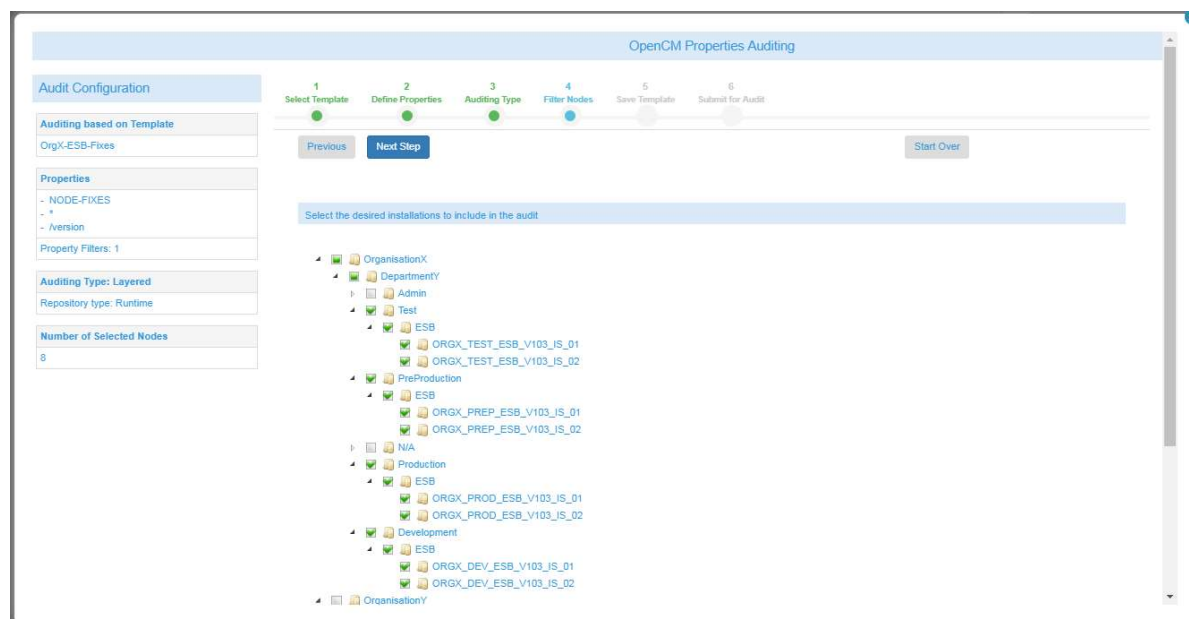 OpenCM Properties Auditing
Audit Configuration
Auditing based on Template
OrgX-ESB-Fixes
Properties
- NODE-FIXES
- *
- /version
Property Filters: 1
Auditing Type: Layered
Repository type: Runtime
Number of Selected Nodes
8
1 2 3 4 5 6
Select Template Define Properties Auditing Type Filter Nodes Save Template Submit for Audit
Previous Next Step Start Over
Select the desired installations to include in the audit
OrganisationX
DepartmentY
Admin
Test
ESB
ORGX_TEST_ESB_V103_IS_01
ORGX_TEST_ESB_V103_IS_02
PreProduction
ESB
ORGX_PREP_ESB_V103_IS_01
ORGX_PREP_ESB_V103_IS_02
N/A
Production
ESB
ORGX_PROD_ESB_V103_IS_01
ORGX_PROD_ESB_V103_IS_02
Development
ESB
ORGX_DEV_ESB_V103_IS_01
ORGX_DEV_ESB_V103_IS_02
OrganisationY